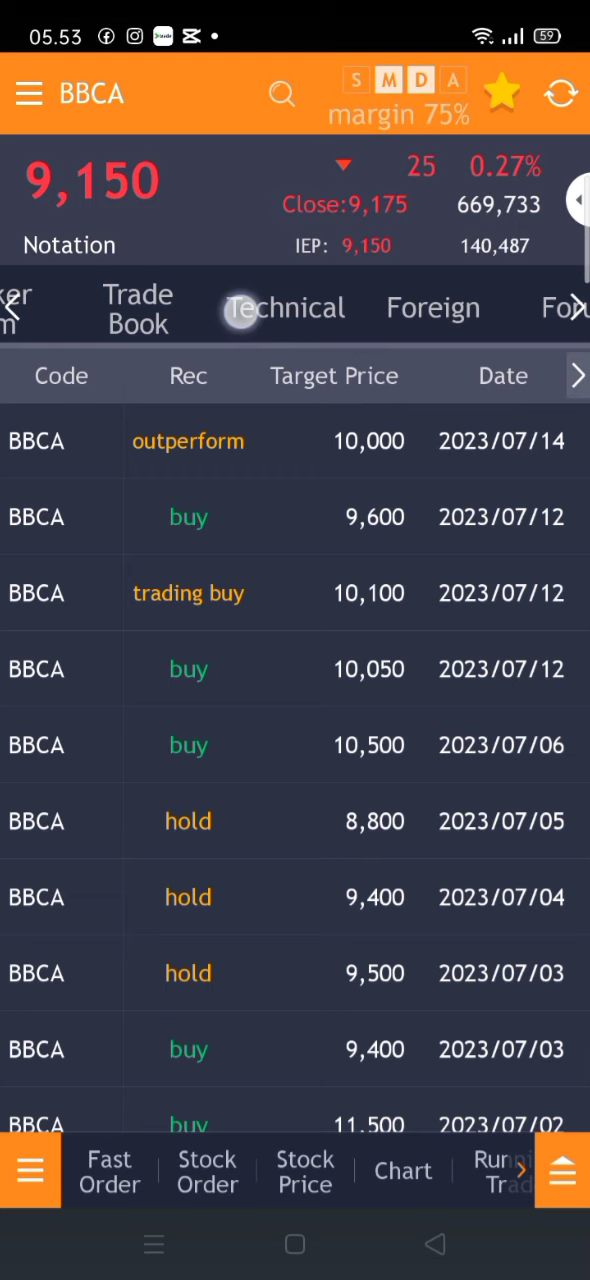 05.53
59
BBCA
S M D A
margin 75%
9,150
25 0.27%
Close:9,175 669,733
Notation
IEP: 9,150 140,487
Trade Book
Technical
Foreign
Code Rec Target Price Date
BBCA outperform 10,000 2023/07/14
BBCA buy 9,600 2023/07/12
BBCA trading buy 10,100 2023/07/12
BBCA buy 10,050 2023/07/12
BBCA buy 10,500 2023/07/06
BBCA hold 8,800 2023/07/05
BBCA hold 9,400 2023/07/04
BBCA hold 9,500 2023/07/03
BBCA buy 9,400 2023/07/03
BBCA buy 11,500 2023/07/02
Fast Order
Stock Order
Stock Price
Chart